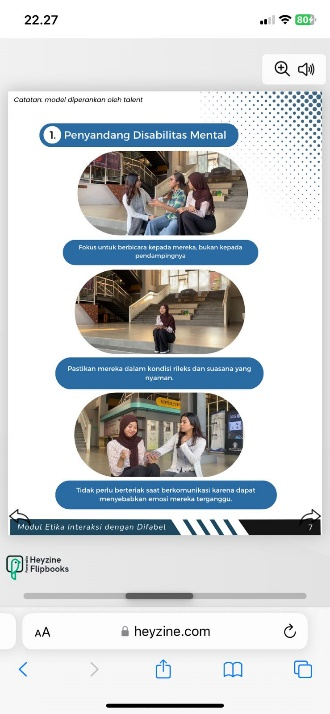 22.27
80
Catatan: model diperankan oleh talent
1. Penyandang Disabilitas Mental
Fokus untuk berbicara kepada mereka, bukan kepada
pendampingnya
Pastikan mereka dalam kondisi rileks dan suasana yang
nyaman.
Tidak perlu berteriak saat berkomunikasi karena dapat
menyebabkan emosi mereka terganggu.
Modul Etika Interaksi dengan Difabel
7
Heyzine
Flipbooks
AA
heyzine.com